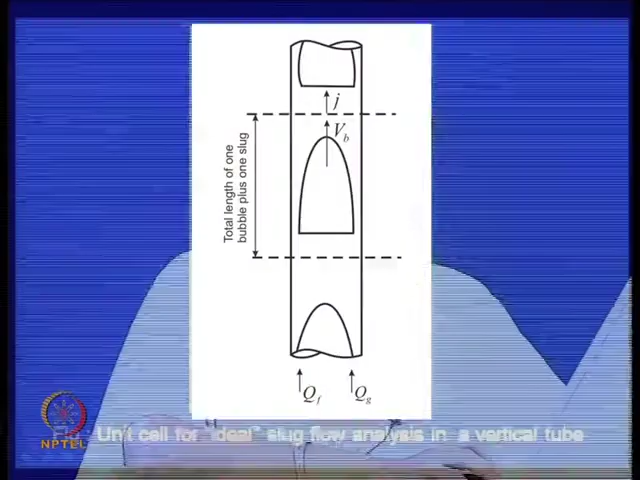 j
V_b
Total length of one
bubble plus one slug
Q_f
Q_g
Unit cell for "ideal" slug flow analysis in a vertical tube
NPTEL